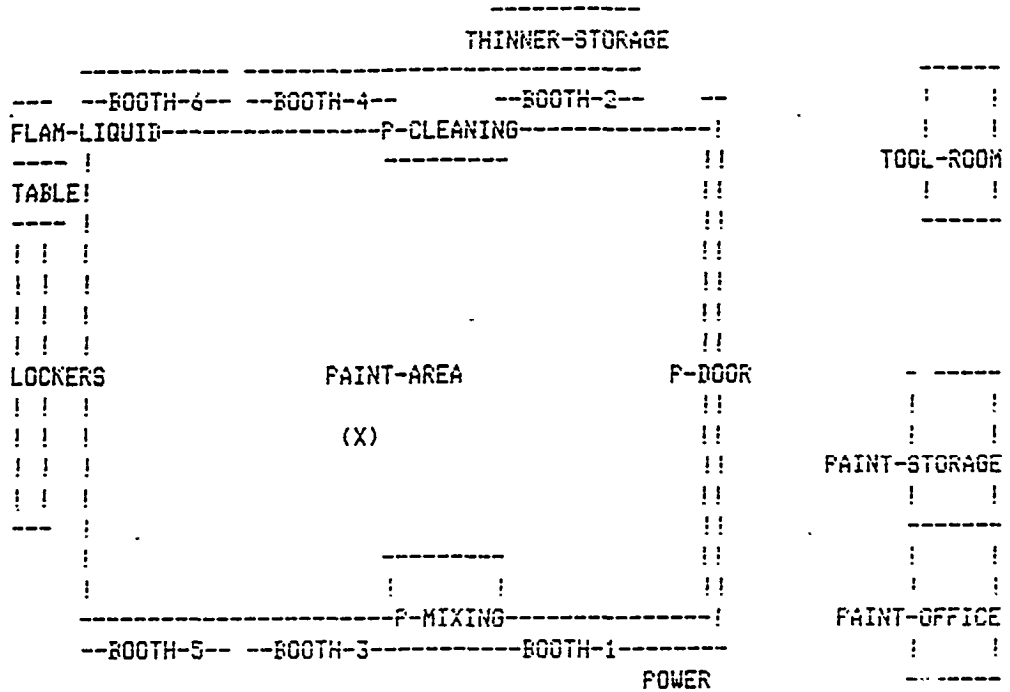 THINNER-STORAGE
--BOOTH-6-- --BOOTH-4-- --BOOTH-2--
FLAM-LIQUID P-CLEANING
TOOL-ROOM
TABLE
LOCKERS PAINT-AREA P-DOOR
(X)
PAINT-STORAGE
P-MIXING PAINT-OFFICE
--BOOTH-5-- --BOOTH-3-----------BOOTH-1--------
POWER